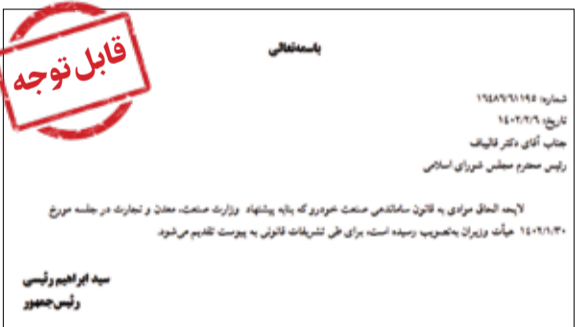 قابل توجه
باسمه‌تعالی
شماره: ۱۶۴۸۶/۶۱۱۹۵
تاریخ: ۱۴۰۲/۲/۶
جناب آقای دکتر قالیباف
رئیس محترم مجلس شورای اسلامی
لایحه الحاق موادی به قانون ساماندهی صنعت خودرو که بنابه پیشنهاد وزارت صنعت، معدن و تجارت در جلسه مورخ
۱۴۰۲/۱/۳۰ هیأت وزیران به‌تصویب رسیده است، برای طی تشریفات قانونی به پیوست تقدیم می‌شود.
سید ابراهیم رئیسی
رئیس‌جمهور